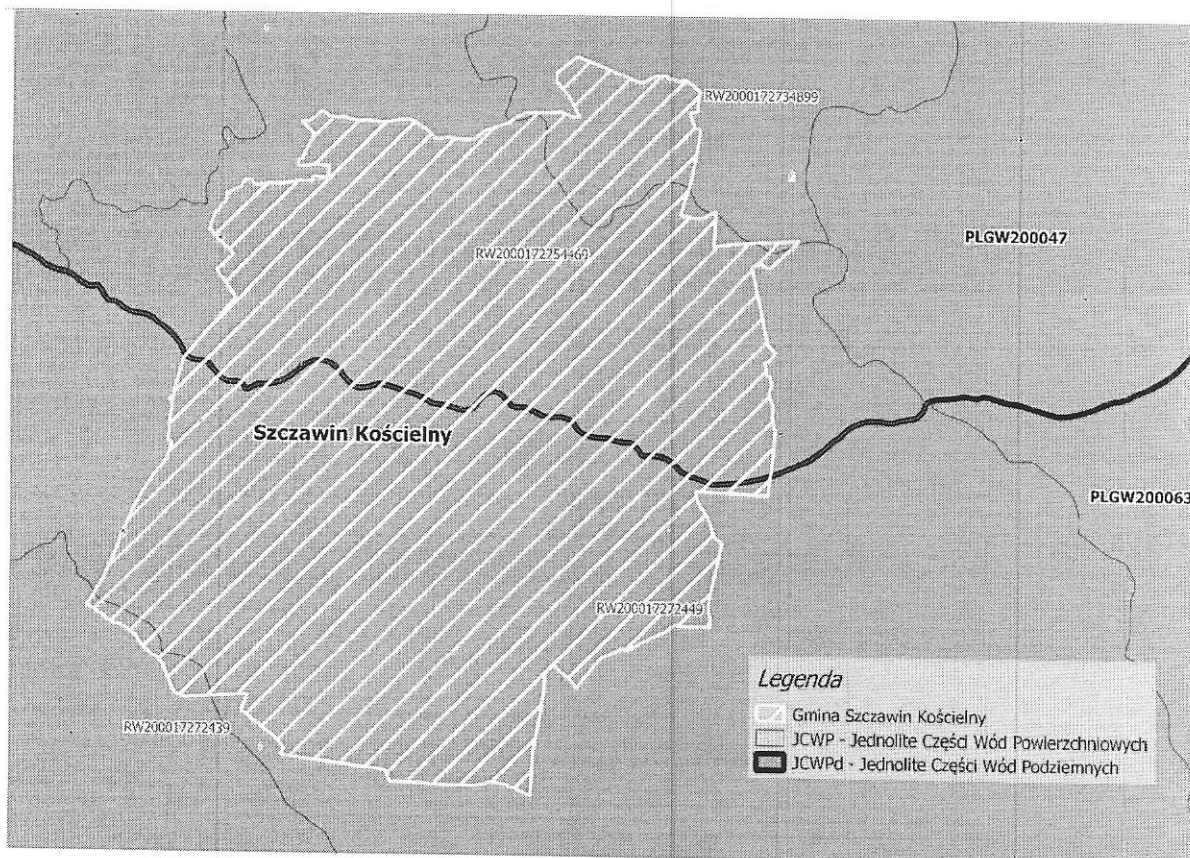 RW2000172734899
PLGW200047
RW2000172754469
Szczawin Kościelny
PLGW200063
RW200017272449
RW200017272439
Legenda
Gmina Szczawin Kościelny
JCWP - Jednolite Części Wód Powierzchniowych
JCWPd - Jednolite Części Wód Podziemnych